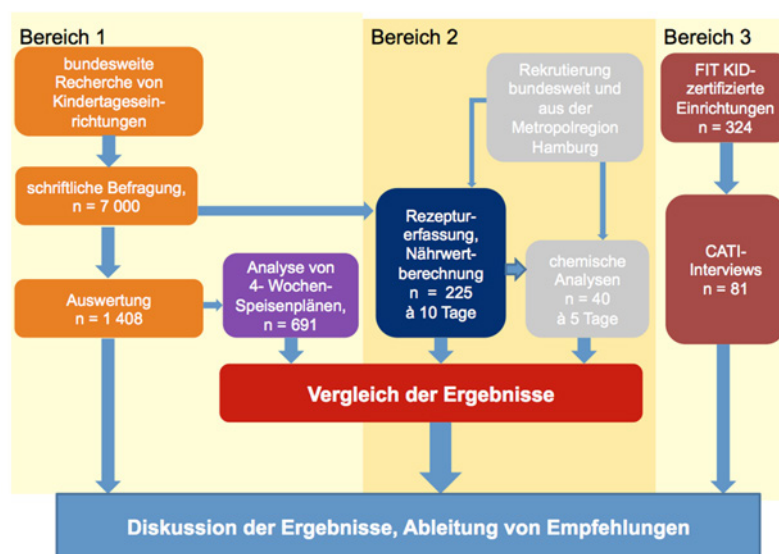 Bereich 1
bundesweite
Recherche von
Kindertagesein-
richtungen
schriftliche Befragung,
n = 7 000
Auswertung
n = 1 408
Analyse von
4- Wochen-
Speisenplänen,
n = 691
Bereich 2
Rekrutierung
bundesweit und
aus der
Metropolregion
Hamburg
Rezeptur-
erfassung,
Nährwert-
berechnung
n = 225
à 10 Tage
chemische
Analysen
n = 40
à 5 Tage
Bereich 3
FIT KID-
zertifizierte
Einrichtungen
n = 324
CATI-
Interviews
n = 81
Vergleich der Ergebnisse
Diskussion der Ergebnisse, Ableitung von Empfehlungen